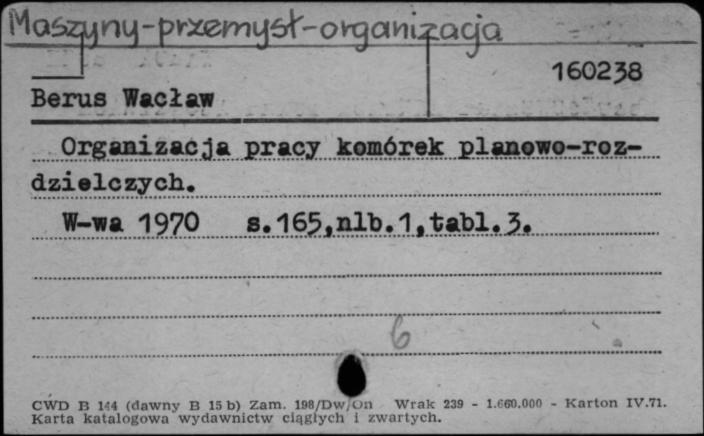 Maszyny-przemysł-organizacja
160238
Berus Wacław
Organizacja pracy komórek planowo-roz-
dzielczych.
W-wa 1970 s.165,nlb.1,tabl.3.
6
CWD B 144 (dawny B 15 b) Zam. 198/Dw/On Wrak 239 - 1.660.000 - Karton IV.71.
Karta katalogowa wydawnictw ciągłych i zwartych.